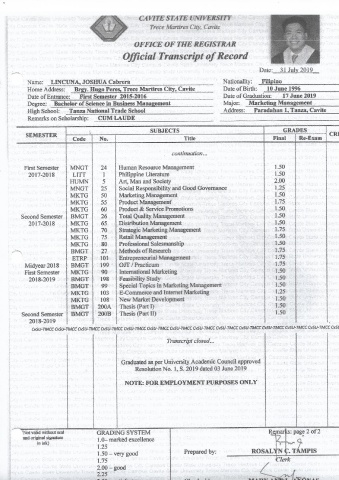 CAVITE STATE UNIVERSITY
Trece Martires City, Cavite
OFFICE OF THE REGISTRAR
Official Transcript of Record
Date: 31 July 2019
Name: LINCUNA, JOSHUA Cabrera
Nationality: Filipino
Home Address: Brgy. Hugo Perez, Trece Martires City, Cavite
Date of Birth: 10 June 1996
Date of Entrance: First Semester 2015-2016
Date of Graduation: 17 June 2019
Degree: Bachelor of Science in Business Management
Major: Marketing Management
High School: Tanza National Trade School
Address: Paradahan 1, Tanza, Cavite
Remarks on Scholarship: CUM LAUDE
SEMESTER SUBJECTS GRADES
Code No. Title Final Re-Exam
continuation...
First Semester MNGT 24 Human Resource Management 1.50
2017-2018 LITT 1 Philippine Literature 1.50
HUMN 5 Art, Man and Society 2.00
MNGT 25 Social Responsibility and Good Governance 1.25
MKTG 50 Marketing Management 1.50
MKTG 55 Product Management 1.75
MKTG 60 Product & Service Promotions 1.50
Second Semester BMGT 26 Total Quality Management 1.50
2017-2018 MKTG 65 Distribution Management 1.50
MKTG 70 Strategic Marketing Management 1.75
MKTG 75 Retail Management 1.50
MKTG 80 Professional Salesmanship 1.50
BMGT 27 Methods of Research 1.75
ETRP 101 Entrepreneurial Management 1.75
Midyear 2018 BMGT 199 OJT / Practicum 1.75
First Semester MKTG 90 International Marketing 1.50
2018-2019 BMGT 198 Feasibility Study 1.50
BMGT 99 Special Topics in Marketing Management 1.50
MKTG 103 E-Commerce and Internet Marketing 1.25
MKTG 108 New Market Development 1.50
BMGT 200A Thesis (Part I) 1.50
Second Semester BMGT 200B Thesis (Part II) 1.50
2018-2019
Transcript closed...
Graduated as per University Academic Council approved
Resolution No. 1, S. 2019 dated 03 June 2019
NOTE: FOR EMPLOYMENT PURPOSES ONLY
"Not valid without seal
and original signature
in ink)
GRADING SYSTEM
1.0– marked excellence
1.25
1.50 – very good
1.75
2.00 – good
2.25
Remarks: page 2 of 2
Prepared by: ROSALYN C. TAMPIS
Clerk